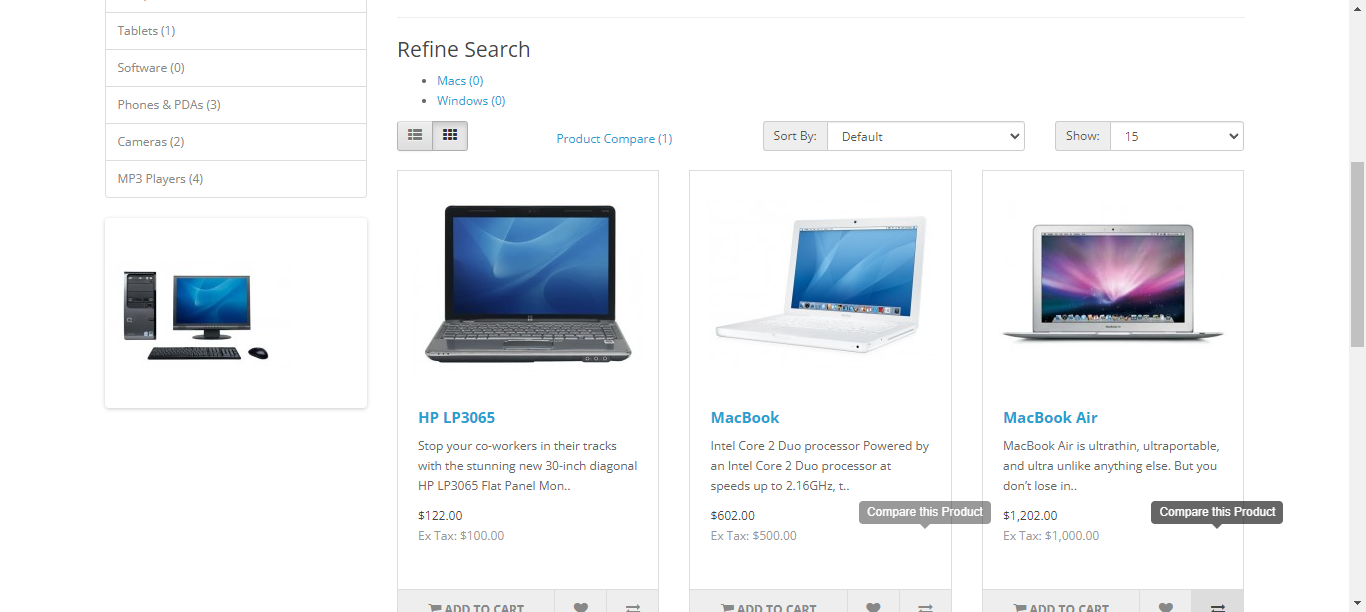 Tablets (1)
Software (0)
Phones & PDAs (3)
Cameras (2)
MP3 Players (4)
Refine Search
Macs (0)
Windows (0)
Product Compare (1)
Sort By:
Default
Show:
15
HP LP3065
Stop your co-workers in their tracks
with the stunning new 30-inch diagonal
HP LP3065 Flat Panel Mon..
$122.00
Ex Tax: $100.00
ADD TO CART
MacBook
Intel Core 2 Duo processor Powered by
an Intel Core 2 Duo processor at
speeds up to 2.16GHz, t..
$602.00
Ex Tax: $500.00
Compare this Product
ADD TO CART
MacBook Air
MacBook Air is ultrathin, ultraportable,
and ultra unlike anything else. But you
don’t lose in..
$1,202.00
Ex Tax: $1,000.00
Compare this Product
ADD TO CART